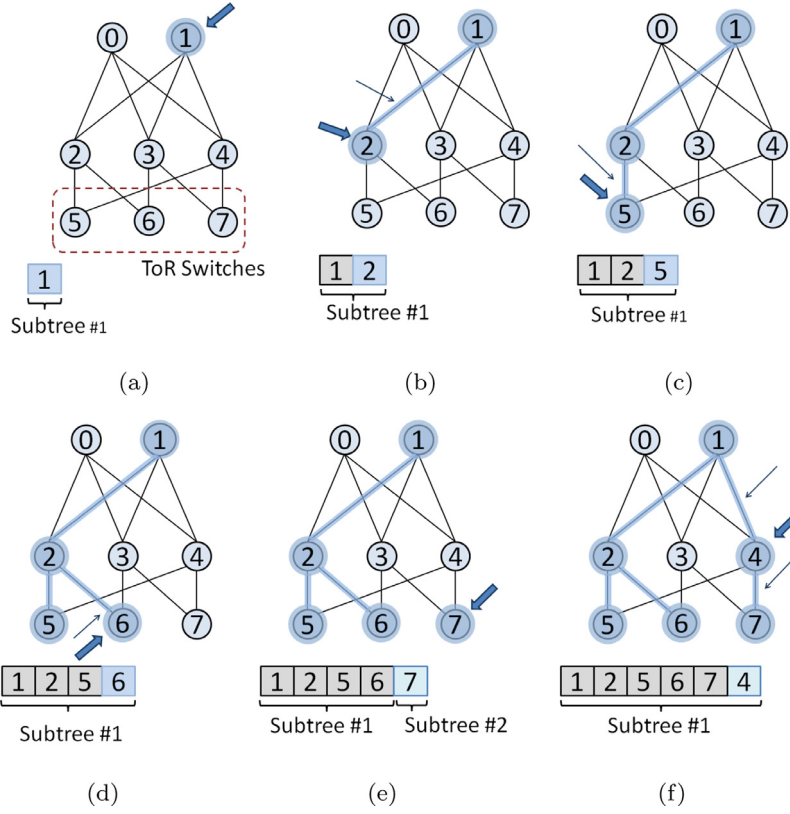 0 1
2 3 4
5 6 7
ToR Switches
1
Subtree #1
(a)
0 1
2 3 4
5 6 7
1 2
Subtree #1
(b)
0 1
2 3 4
5 6 7
1 2 5
Subtree #1
(c)
0 1
2 3 4
5 6 7
1 2 5 6
Subtree #1
(d)
0 1
2 3 4
5 6 7
1 2 5 6 7
Subtree #1 Subtree #2
(e)
0 1
2 3 4
5 6 7
1 2 5 6 7 4
Subtree #1
(f)